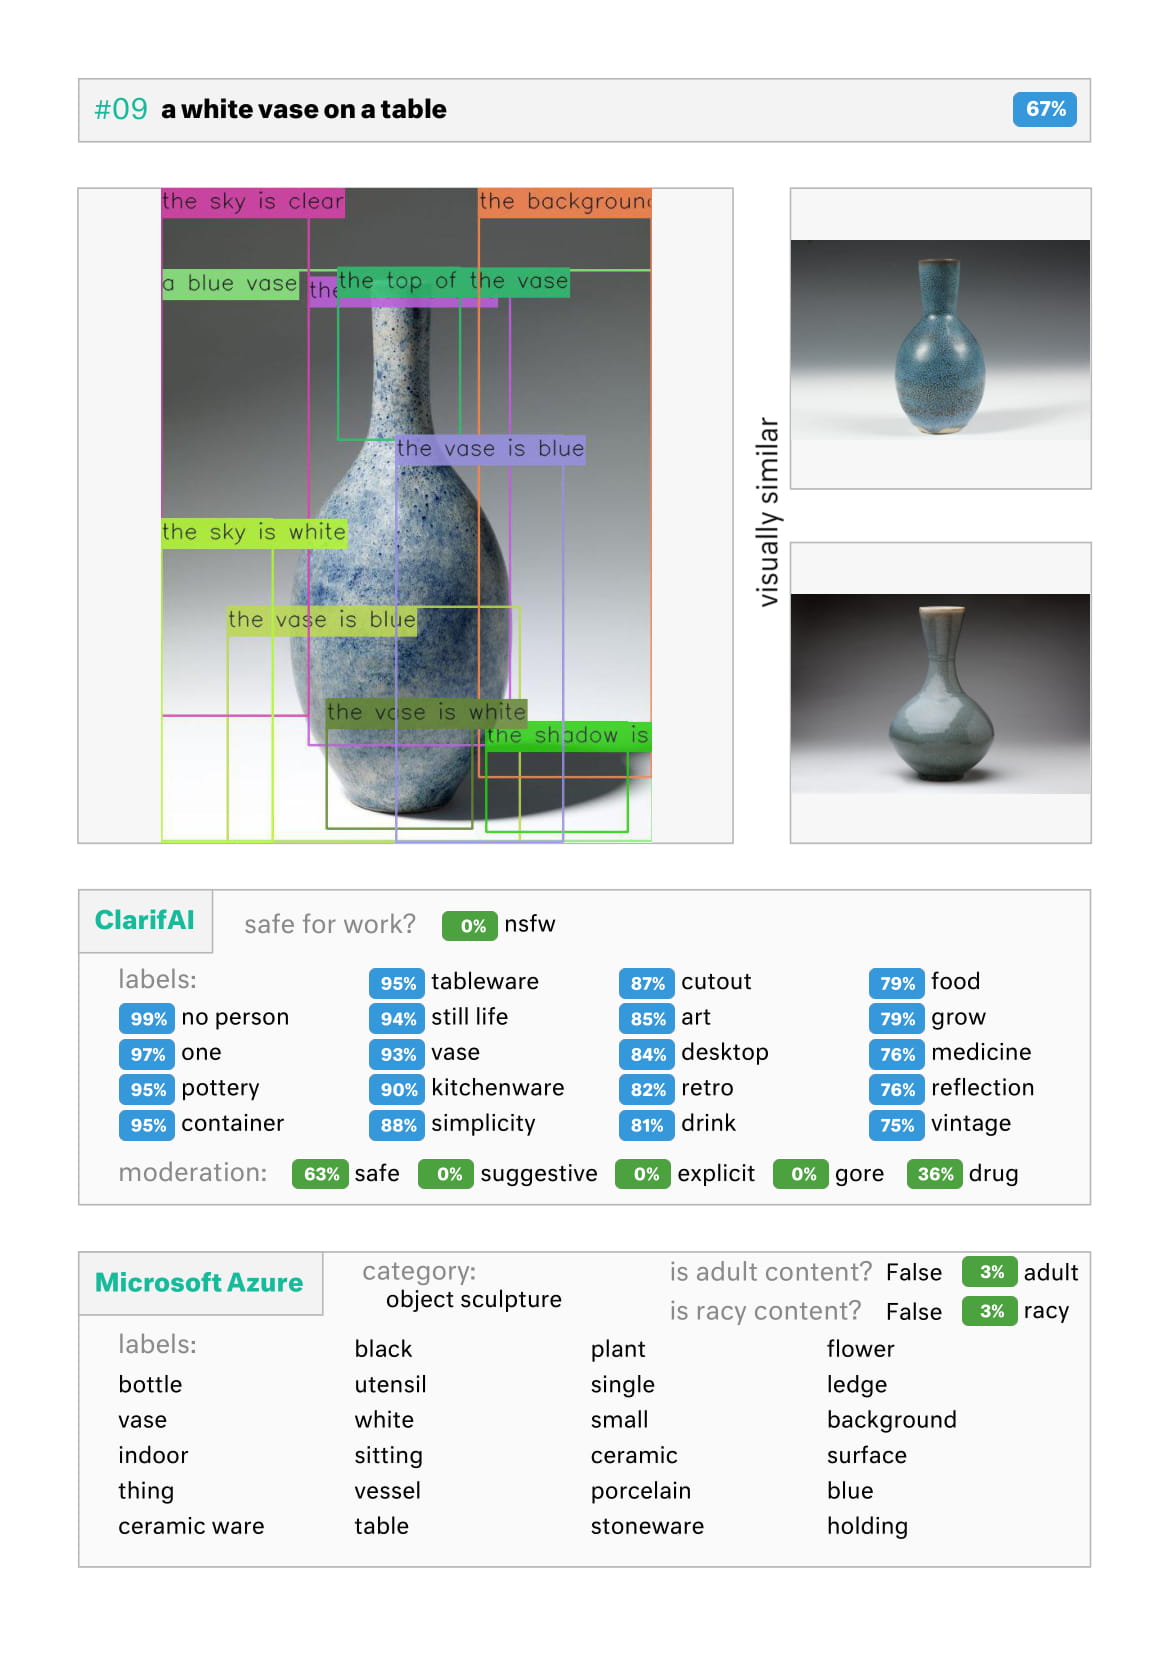 #09 a white vase on a table 67%
the sky is clear
the background
a blue vase
the
the top of the vase
the vase is blue
the sky is white
the vase is blue
the vase is white
the shadow is
visually similar
ClarifAI
safe for work? 0% nsfw
labels: 95% tableware 87% cutout 79% food
99% no person 94% still life 85% art 79% grow
97% one 93% vase 84% desktop 76% medicine
95% pottery 90% kitchenware 82% retro 76% reflection
95% container 88% simplicity 81% drink 75% vintage
moderation: 63% safe 0% suggestive 0% explicit 0% gore 36% drug
Microsoft Azure
category:
object sculpture
is adult content? False 3% adult
is racy content? False 3% racy
labels: black plant flower
bottle utensil single ledge
vase white small background
indoor sitting ceramic surface
thing vessel porcelain blue
ceramic ware table stoneware holding